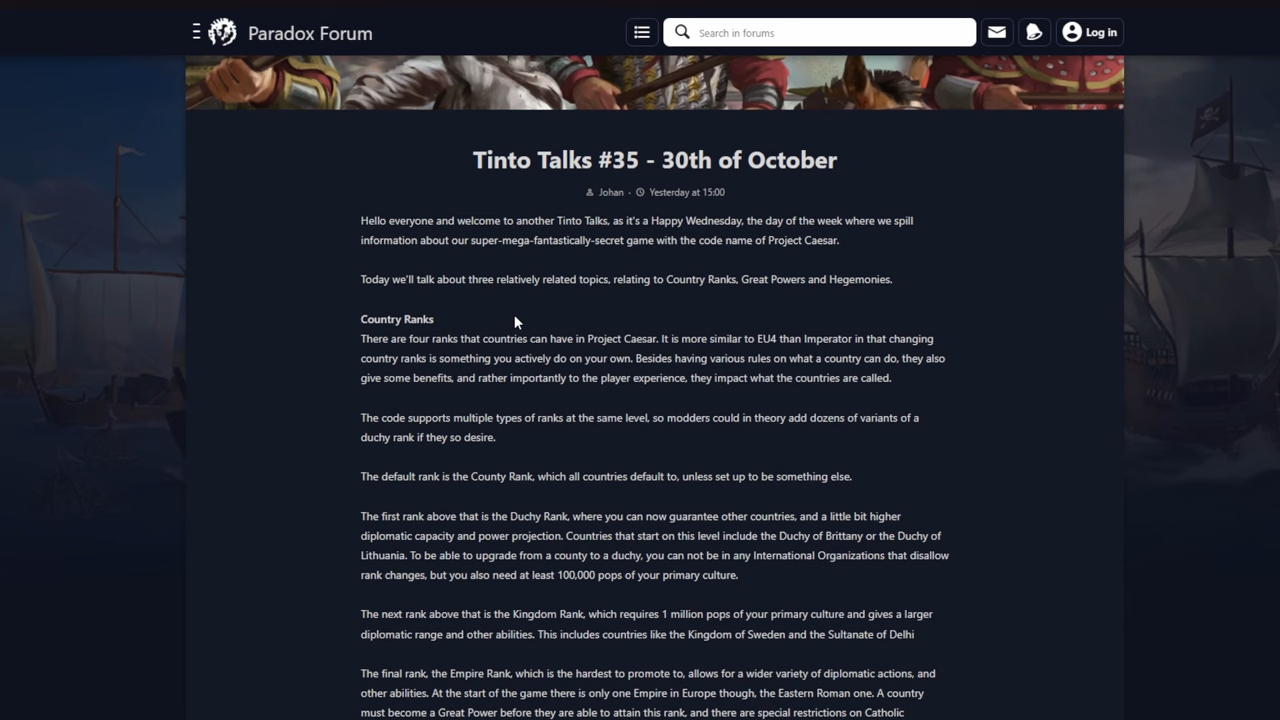 Paradox Forum
Search in forums
Log in
Tinto Talks #35 - 30th of October
Johan · Yesterday at 15:00
Hello everyone and welcome to another Tinto Talks, as it's a Happy Wednesday, the day of the week where we spill
information about our super-mega-fantastically-secret game with the code name of Project Caesar.
Today we'll talk about three relatively related topics, relating to Country Ranks, Great Powers and Hegemonies.
Country Ranks
There are four ranks that countries can have in Project Caesar. It is more similar to EU4 than Imperator in that changing
country ranks is something you actively do on your own. Besides having various rules on what a country can do, they also
give some benefits, and rather importantly to the player experience, they impact what the countries are called.
The code supports multiple types of ranks at the same level, so modders could in theory add dozens of variants of a
duchy rank if they so desire.
The default rank is the County Rank, which all countries default to, unless set up to be something else.
The first rank above that is the Duchy Rank, where you can now guarantee other countries, and a little bit higher
diplomatic capacity and power projection. Countries that start on this level include the Duchy of Brittany or the Duchy of
Lithuania. To be able to upgrade from a county to a duchy, you can not be in any International Organizations that disallow
rank changes, but you also need at least 100,000 pops of your primary culture.
The next rank above that is the Kingdom Rank, which requires 1 million pops of your primary culture and gives a larger
diplomatic range and other abilities. This includes countries like the Kingdom of Sweden and the Sultanate of Delhi
The final rank, the Empire Rank, which is the hardest to promote to, allows for a wider variety of diplomatic actions, and
other abilities. At the start of the game there is only one Empire in Europe though, the Eastern Roman one. A country
must become a Great Power before they are able to attain this rank, and there are special restrictions on Catholic